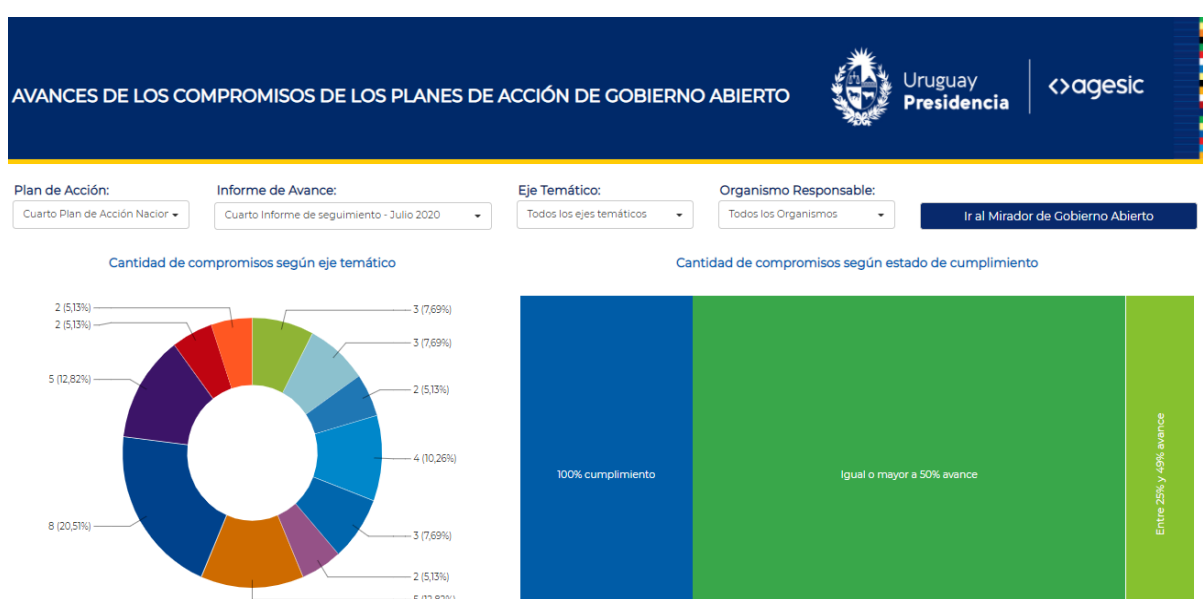 AVANCES DE LOS COMPROMISOS DE LOS PLANES DE ACCIÓN DE GOBIERNO ABIERTO
Uruguay
Presidencia
agesic
Plan de Acción:
Informe de Avance:
Eje Temático:
Organismo Responsable:
Cuarto Plan de Acción Nacior
Cuarto Informe de seguimiento - Julio 2020
Todos los ejes temáticos
Todos los Organismos
Ir al Mirador de Gobierno Abierto
Cantidad de compromisos según eje temático
Cantidad de compromisos según estado de cumplimiento
2 (5,13%)
3 (7,69%)
2 (5,13%)
3 (7,69%)
5 (12,82%)
2 (5,13%)
4 (10,26%)
8 (20,51%)
3 (7,69%)
2 (5,13%)
5 (12,82%)
100% cumplimiento
Igual o mayor a 50% avance
Entre 25% y 49% avance